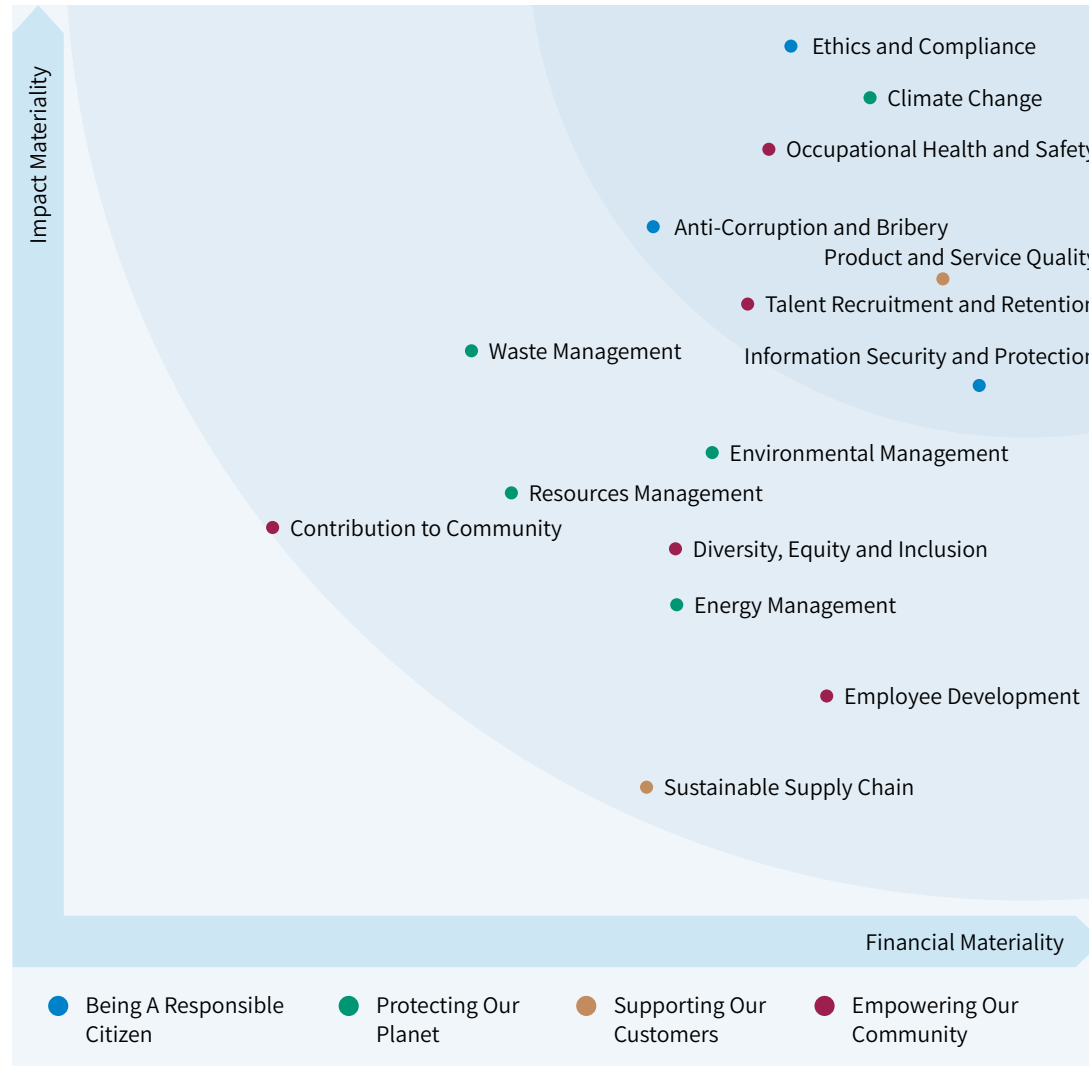 Impact Materiality
Ethics and Compliance
Climate Change
Occupational Health and Safety
Anti-Corruption and Bribery
Product and Service Quality
Talent Recruitment and Retention
Waste Management
Information Security and Protection
Environmental Management
Resources Management
Contribution to Community
Diversity, Equity and Inclusion
Energy Management
Employee Development
Sustainable Supply Chain
Financial Materiality
Being A Responsible
Citizen
Protecting Our
Planet
Supporting Our
Customers
Empowering Our
Community